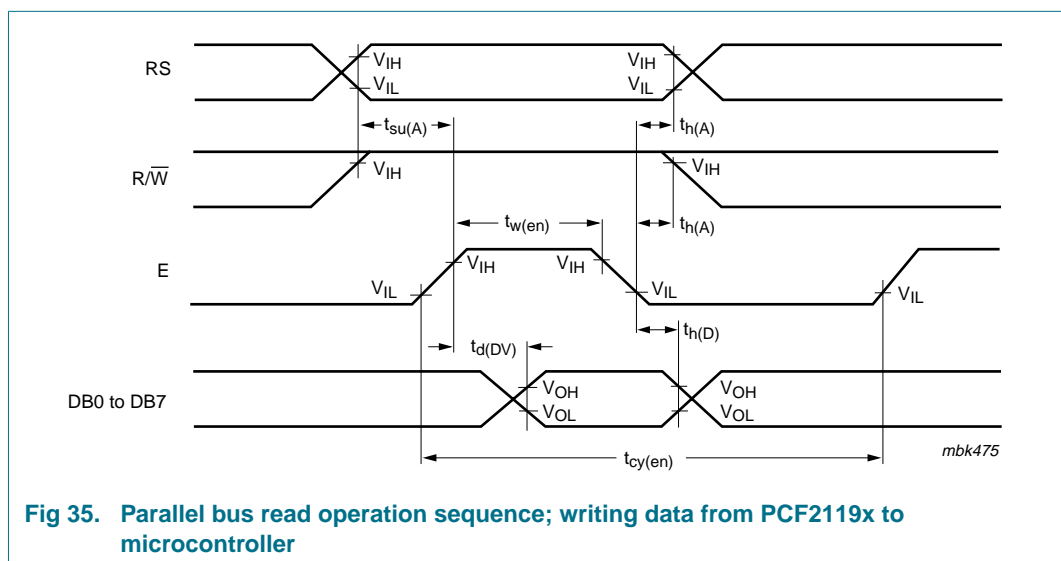 RS
VIH
VIL
VIH
VIL
tsu(A)
th(A)
R/W̅
VIH
VIH
tw(en)
th(A)
E
VIL
VIH
VIH
VIL
VIL
td(DV)
th(D)
DB0 to DB7
VOH
VOL
VOH
VOL
tcy(en)
mbk475
Fig 35. Parallel bus read operation sequence; writing data from PCF2119x to
microcontroller